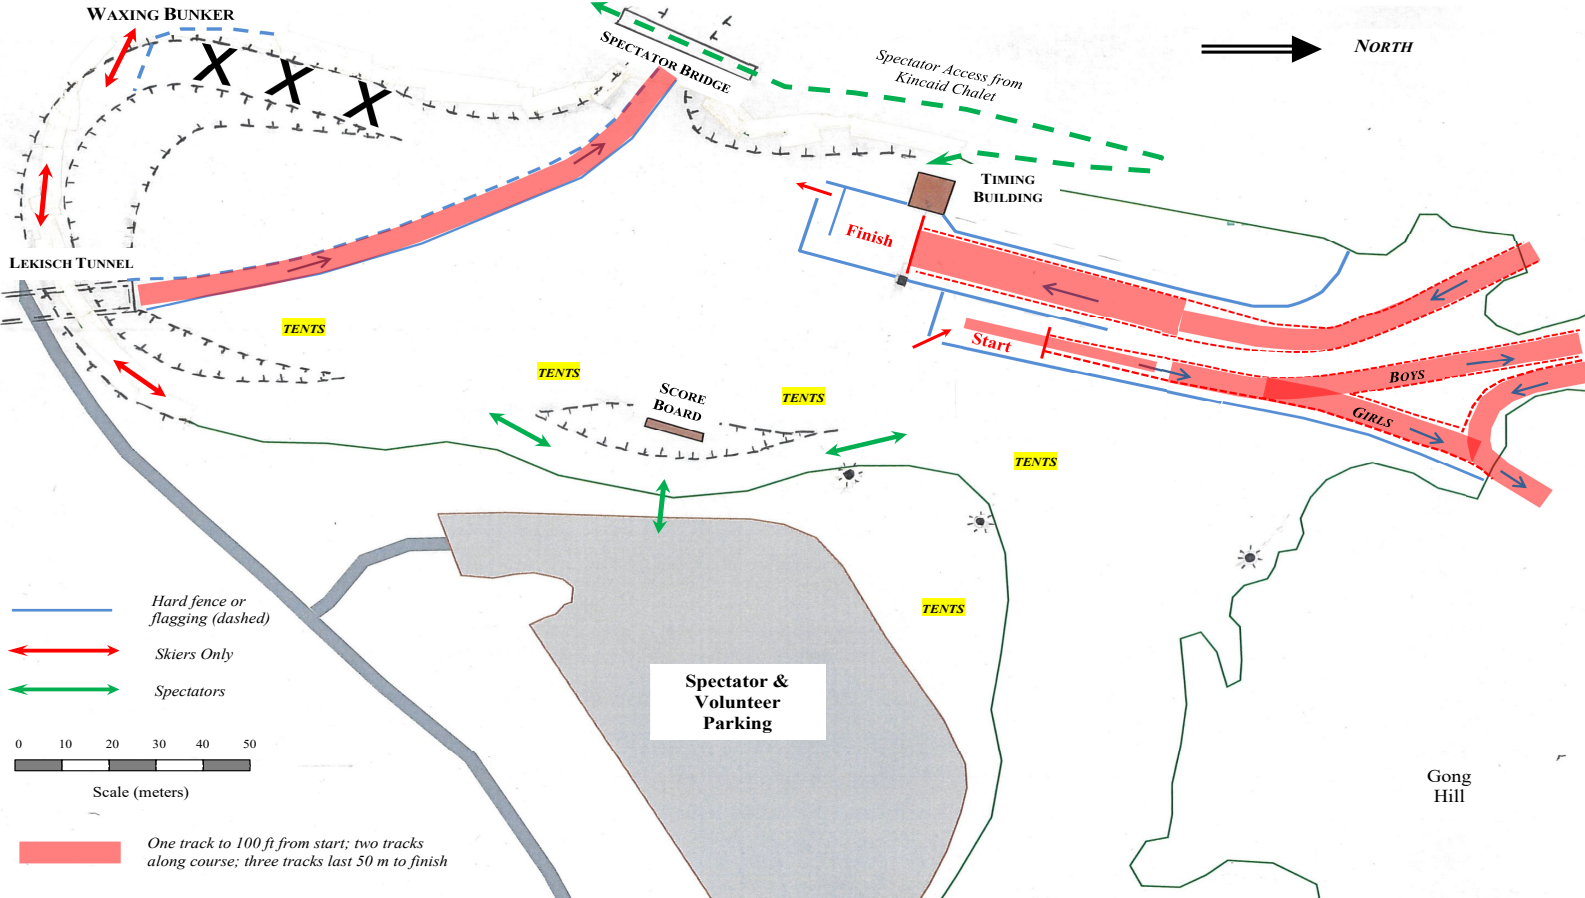 WAXING BUNKER
X X X
SPECTATOR BRIDGE
Spectator Access from
Kincaid Chalet
NORTH
TIMING
BUILDING
Finish
Start
BOYS
GIRLS
LEKISCH TUNNEL
TENTS
TENTS
SCORE
BOARD
TENTS
TENTS
TENTS
Hard fence or
flagging (dashed)
Skiers Only
Spectators
0 10 20 30 40 50
Scale (meters)
Spectator &
Volunteer
Parking
Gong
Hill
One track to 100 ft from start; two tracks
along course; three tracks last 50 m to finish